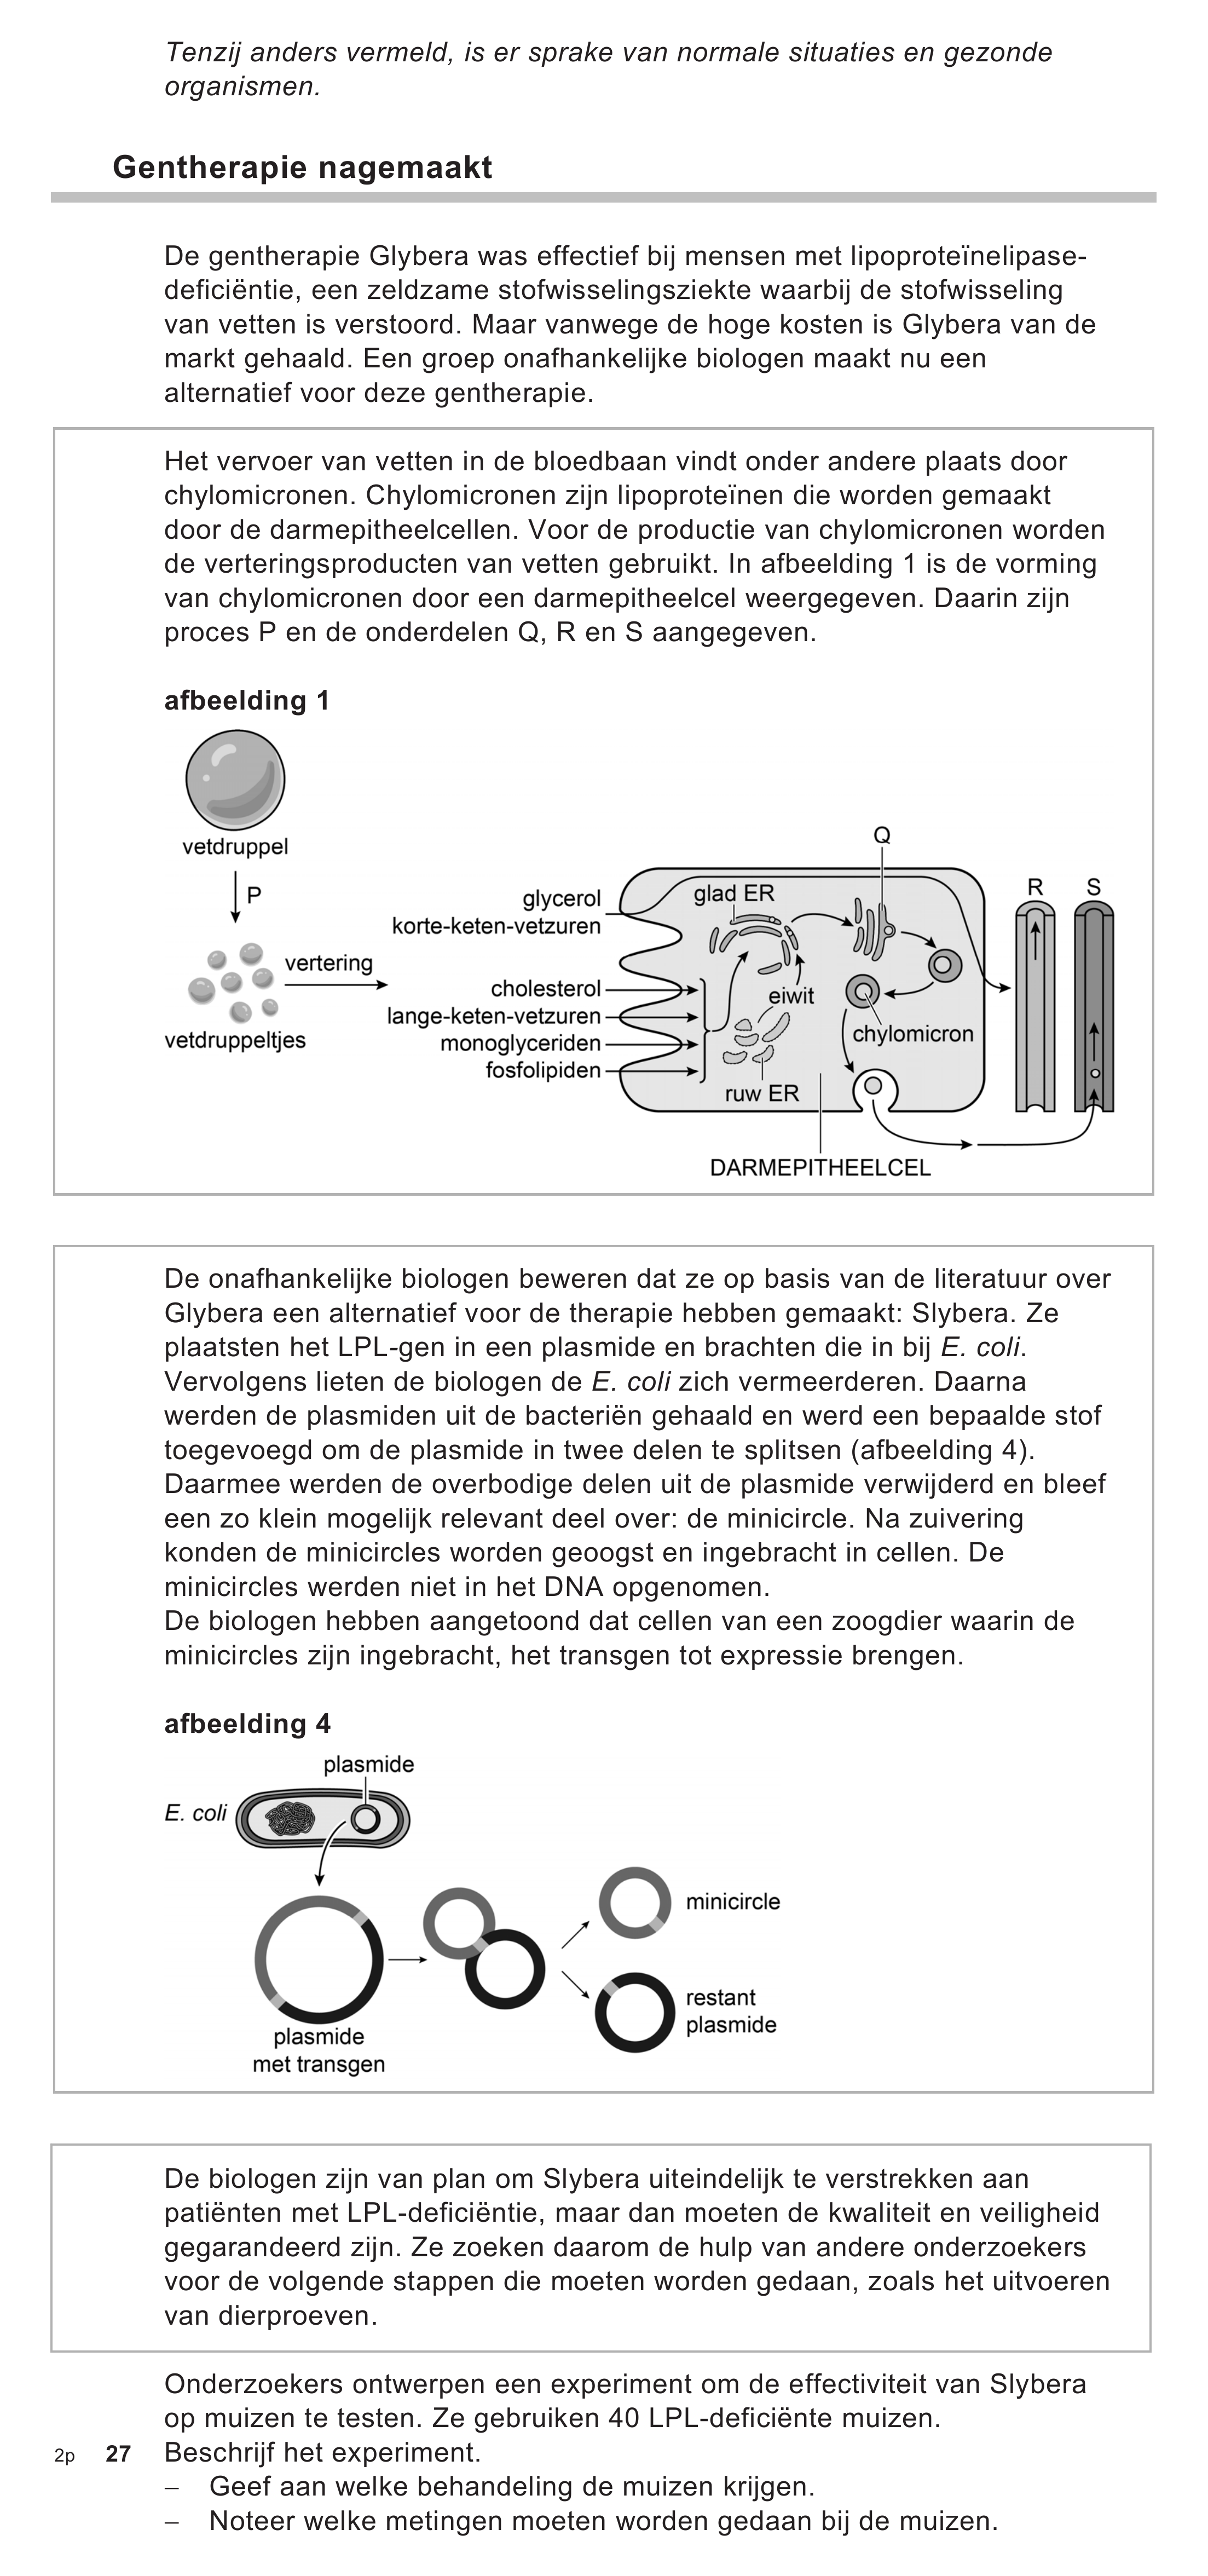 Tenzij anders vermeld, is er sprake van normale situaties en gezonde
organismen.
Gentherapie nagemaakt
De gentherapie Glybera was effectief bij mensen met lipoproteïnelipase-
deficiëntie, een zeldzame stofwisselingsziekte waarbij de stofwisseling
van vetten is verstoord. Maar vanwege de hoge kosten is Glybera van de
markt gehaald. Een groep onafhankelijke biologen maakt nu een
alternatief voor deze gentherapie.
Het vervoer van vetten in de bloedbaan vindt onder andere plaats door
chylomicronen. Chylomicronen zijn lipoproteïnen die worden gemaakt
door de darmepitheelcellen. Voor de productie van chylomicronen worden
de verteringsproducten van vetten gebruikt. In afbeelding 1 is de vorming
van chylomicronen door een darmepitheelcel weergegeven. Daarin zijn
proces P en de onderdelen Q, R en S aangegeven.
afbeelding 1
vetdruppel
P
vertering
vetdruppeltjes
glycerol
korte-keten-vetzuren
cholesterol
lange-keten-vetzuren
monoglyceriden
fosfolipiden
glad ER
Q
eiwit
chylomicron
ruw ER
R
S
DARMEPITHEELCEL
De onafhankelijke biologen beweren dat ze op basis van de literatuur over
Glybera een alternatief voor de therapie hebben gemaakt: Slybera. Ze
plaatsten het LPL-gen in een plasmide en brachten die in bij E. coli.
Vervolgens lieten de biologen de E. coli zich vermeerderen. Daarna
werden de plasmiden uit de bacteriën gehaald en werd een bepaalde stof
toegevoegd om de plasmide in twee delen te splitsen (afbeelding 4).
Daarmee werden de overbodige delen uit de plasmide verwijderd en bleef
een zo klein mogelijk relevant deel over: de minicircle. Na zuivering
konden de minicircles worden geoogst en ingebracht in cellen. De
minicircles werden niet in het DNA opgenomen.
De biologen hebben aangetoond dat cellen van een zoogdier waarin de
minicircles zijn ingebracht, het transgen tot expressie brengen.
afbeelding 4
plasmide
E. coli
minicircle
restant
plasmide
plasmide
met transgen
De biologen zijn van plan om Slybera uiteindelijk te verstrekken aan
patiënten met LPL-deficiëntie, maar dan moeten de kwaliteit en veiligheid
gegarandeerd zijn. Ze zoeken daarom de hulp van andere onderzoekers
voor de volgende stappen die moeten worden gedaan, zoals het uitvoeren
van dierproeven.
Onderzoekers ontwerpen een experiment om de effectiviteit van Slybera
op muizen te testen. Ze gebruiken 40 LPL-deficiënte muizen.
2p 27 Beschrijf het experiment.
– Geef aan welke behandeling de muizen krijgen.
– Noteer welke metingen moeten worden gedaan bij de muizen.